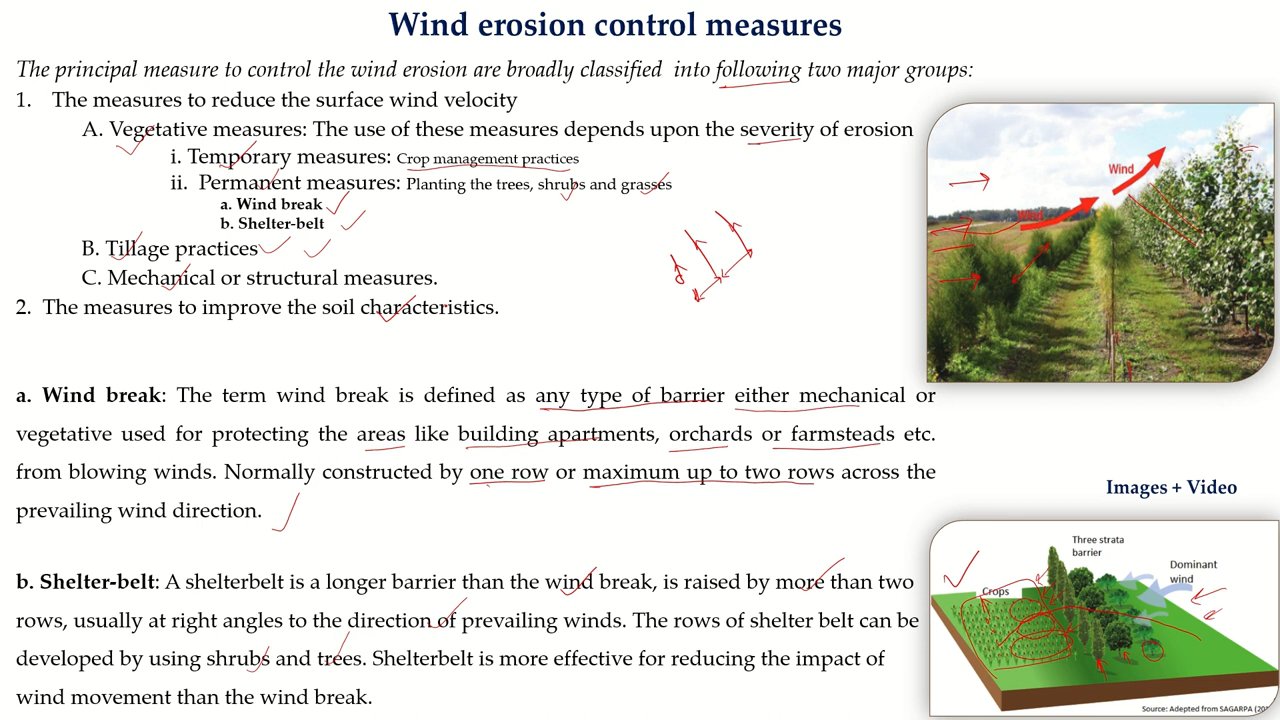 Wind erosion control measures
The principal measure to control the wind erosion are broadly classified into following two major groups:
1. The measures to reduce the surface wind velocity
A. Vegetative measures: The use of these measures depends upon the severity of erosion
i. Temporary measures: Crop management practices
ii. Permanent measures: Planting the trees, shrubs and grasses
a. Wind break
b. Shelter-belt
B. Tillage practices
C. Mechanical or structural measures.
2. The measures to improve the soil characteristics.
Wind
Wind
a. Wind break: The term wind break is defined as any type of barrier either mechanical or
vegetative used for protecting the areas like building apartments, orchards or farmsteads etc.
from blowing winds. Normally constructed by one row or maximum up to two rows across the
prevailing wind direction.
Images + Video
b. Shelter-belt: A shelterbelt is a longer barrier than the wind break, is raised by more than two
rows, usually at right angles to the direction of prevailing winds. The rows of shelter belt can be
developed by using shrubs and trees. Shelterbelt is more effective for reducing the impact of
wind movement than the wind break.
Three strata
barrier
Dominant
wind
Crops
Source: Adepted from SAGARPA